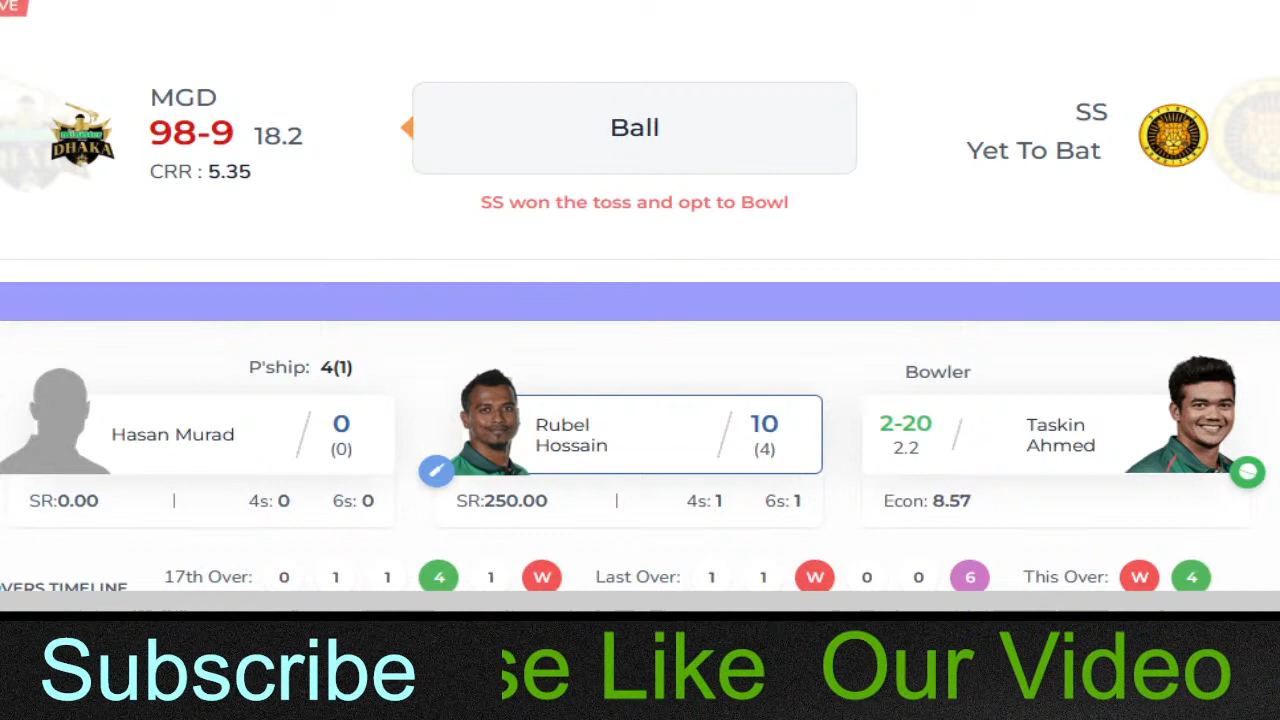 VE
MGD
98-9 18.2
CRR : 5.35
Ball
SS won the toss and opt to Bowl
SS
Yet To Bat
DHAKA
P'ship: 4(1)
Hasan Murad
0
(0)
SR:0.00 | 4s: 0 6s: 0
Rubel
Hossain
10
(4)
SR:250.00 | 4s: 1 6s: 1
Bowler
2-20
2.2
Taskin
Ahmed
Econ: 8.57
OVERS TIMELINE 17th Over: 0 1 1 4 1 W Last Over: 1 1 W 0 0 6 This Over: W 4
Subscribe se Like Our Video